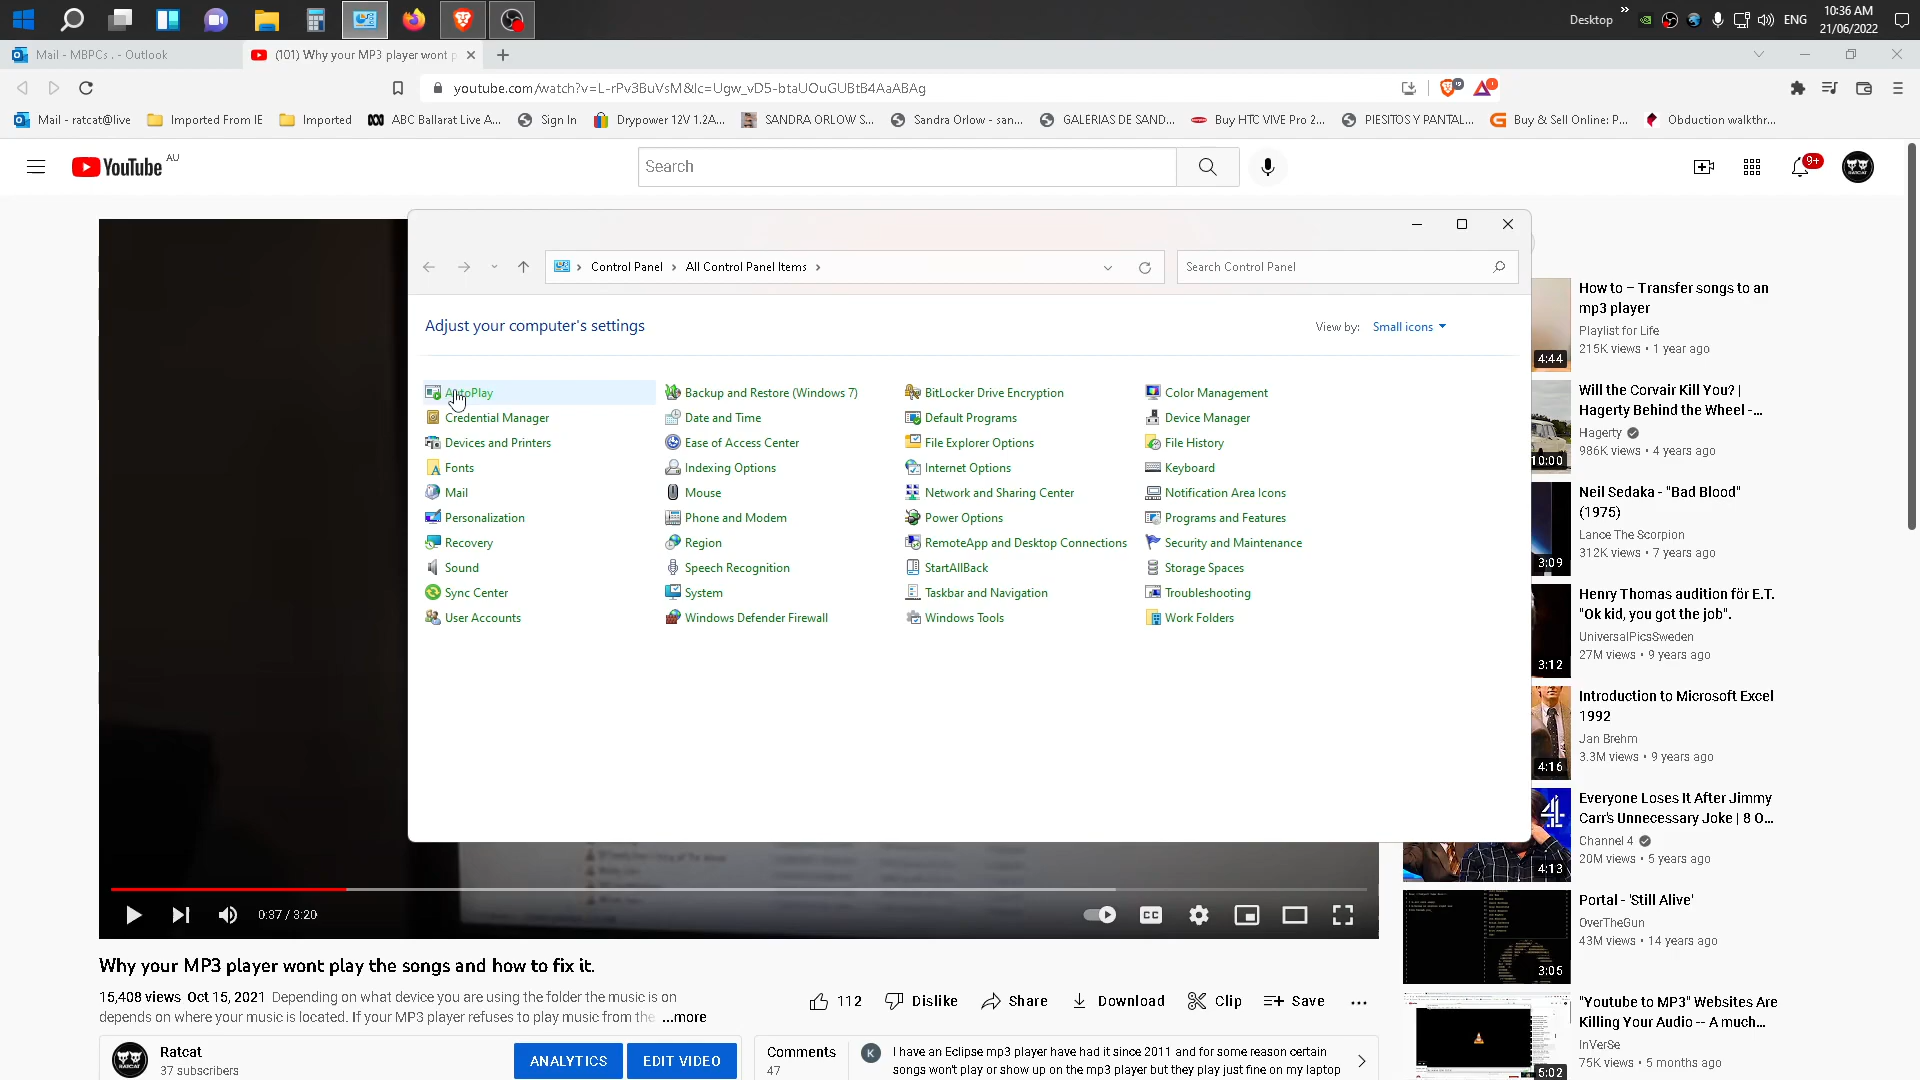 Desktop
ENG
10:36 AM
21/06/2022
Mail - MBPCs . - Outlook
(101) Why your MP3 player wont p
youtube.com/watch?v=L-rPv3BuVsM&lc=Ugw_vD5-btaUOuGUBtB4AaABAg
Mail - ratcat@live
Imported From IE
Imported
ABC Ballarat Live A...
Sign In
Drypower 12V 1.2A...
SANDRA ORLOW S...
Sandra Orlow - san...
GALERIAS DE SAND...
Buy HTC VIVE Pro 2...
PIESITOS Y PANTAL...
Buy & Sell Online: P...
Obduction walkthr...
YouTube AU
Search
9+
Control Panel
All Control Panel Items
Search Control Panel
Adjust your computer's settings
View by: Small icons
AutoPlay
Backup and Restore (Windows 7)
BitLocker Drive Encryption
Color Management
Credential Manager
Date and Time
Default Programs
Device Manager
Devices and Printers
Ease of Access Center
File Explorer Options
File History
Fonts
Indexing Options
Internet Options
Keyboard
Mail
Mouse
Network and Sharing Center
Notification Area Icons
Personalization
Phone and Modem
Power Options
Programs and Features
Recovery
Region
RemoteApp and Desktop Connections
Security and Maintenance
Sound
Speech Recognition
StartAllBack
Storage Spaces
Sync Center
System
Taskbar and Navigation
Troubleshooting
User Accounts
Windows Defender Firewall
Windows Tools
Work Folders
0:37 / 3:20
CC
Why your MP3 player wont play the songs and how to fix it.
15,408 views Oct 15, 2021 Depending on what device you are using the folder the music is on
depends on where your music is located. If your MP3 player refuses to play music from the ...more
112
Dislike
Share
Download
Clip
Save
Ratcat
37 subscribers
ANALYTICS
EDIT VIDEO
Comments
47
K
I have an Eclipse mp3 player have had it since 2011 and for some reason certain
songs won't play or show up on the mp3 player but they play just fine on my laptop
4:44
How to – Transfer songs to an
mp3 player
Playlist for Life
215K views • 1 year ago
10:00
Will the Corvair Kill You? |
Hagerty Behind the Wheel -...
Hagerty
986K views • 4 years ago
3:09
Neil Sedaka - "Bad Blood"
(1975)
Lance The Scorpion
312K views • 7 years ago
3:12
Henry Thomas audition för E.T.
"Ok kid, you got the job".
UniversalPicsSweden
27M views • 9 years ago
4:16
Introduction to Microsoft Excel
1992
Jan Brehm
3.3M views • 9 years ago
4
4:13
Everyone Loses It After Jimmy
Carr's Unnecessary Joke | 8 O...
Channel 4
20M views • 5 years ago
3:05
Portal - 'Still Alive'
OverTheGun
43M views • 14 years ago
5:02
"Youtube to MP3" Websites Are
Killing Your Audio -- A much...
InVerSe
75K views • 5 months ago